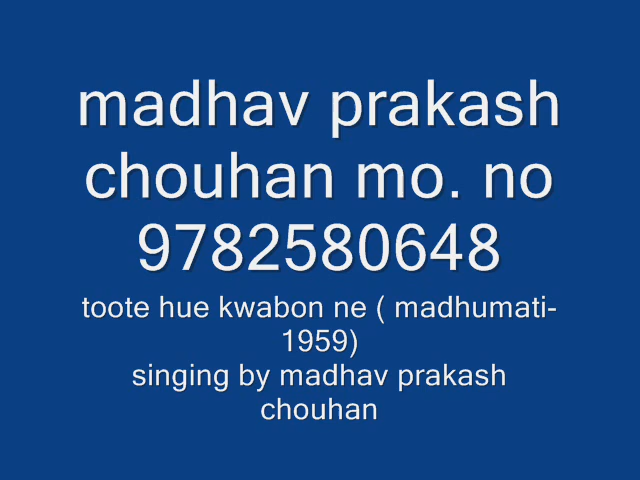 madhav prakash
chouhan mo. no
9782580648
toote hue kwabon ne ( madhumati-
1959)
singing by madhav prakash
chouhan